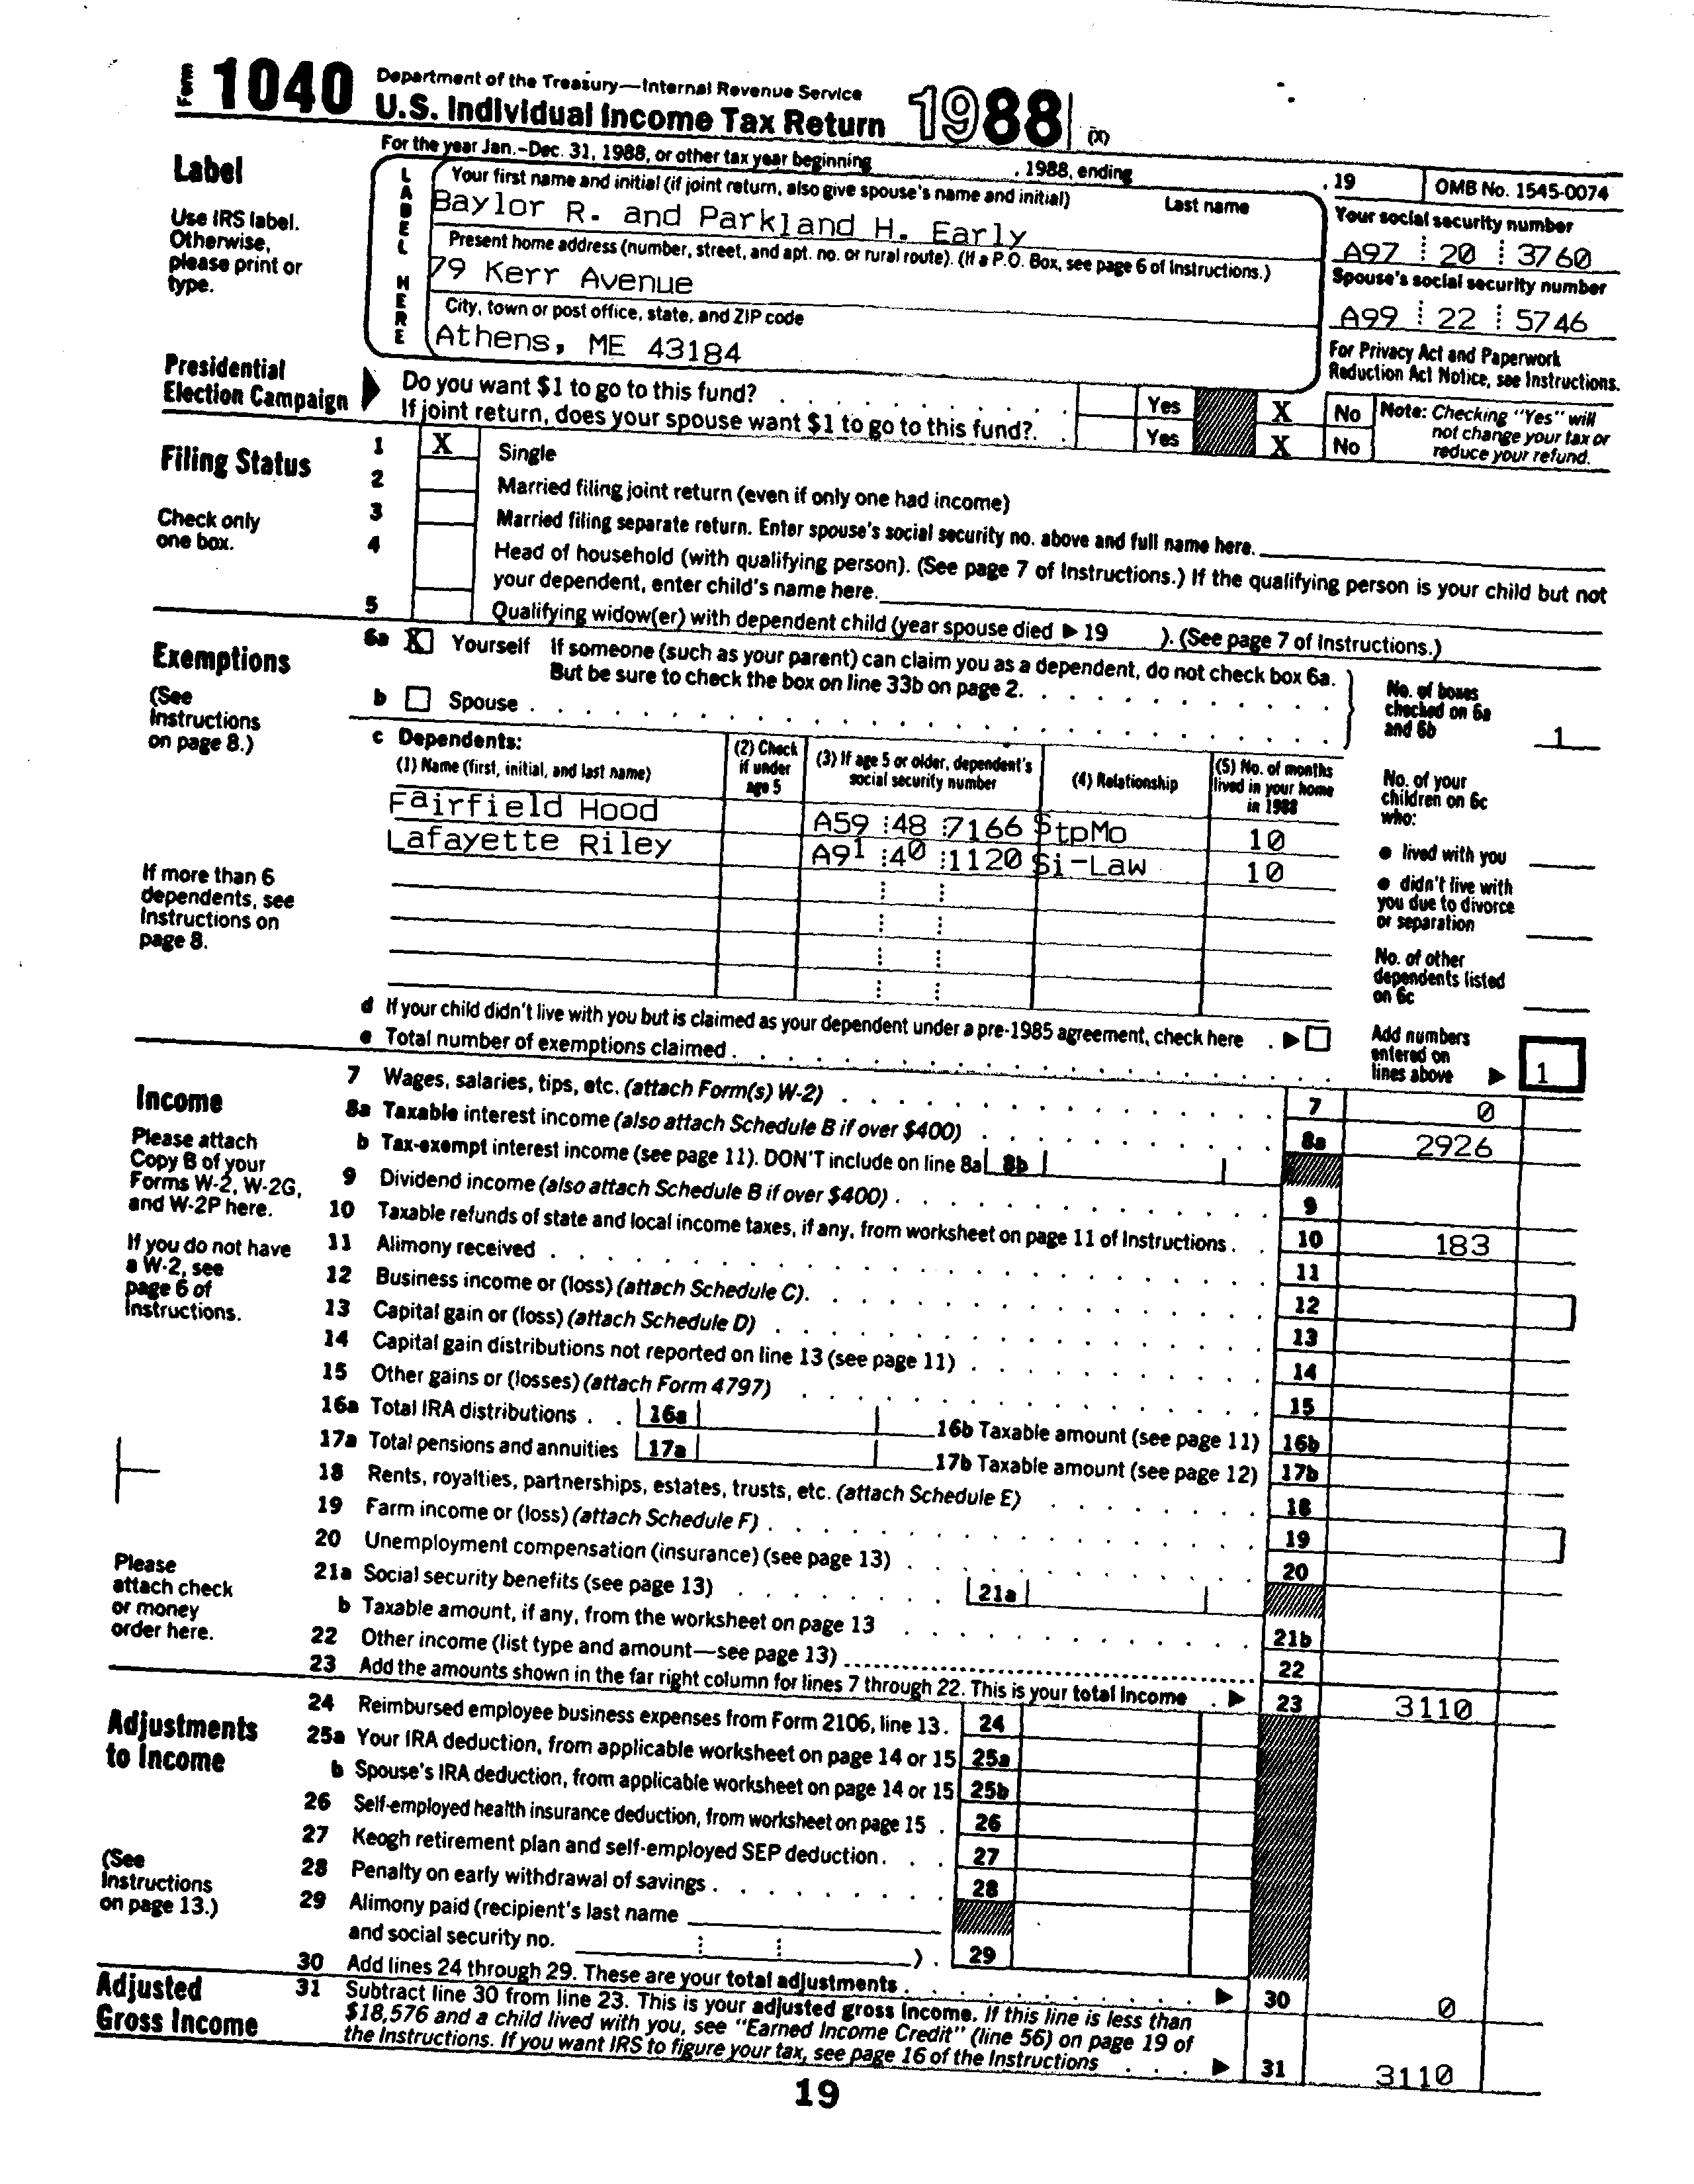 Form 1040 Department of the Treasury—Internal Revenue Service
U.S. Individual Income Tax Return 1988 (X)
For the year Jan.-Dec. 31, 1988, or other tax year beginning , 1988, ending , 19 OMB No. 1545-0074
Label
Use IRS label.
Otherwise,
please print or
type.
LABEL HERE
Your first name and initial (if joint return, also give spouse's name and initial) Last name
Baylor R. and Parkland H. Early
Your social security number
A97 20 3760
Present home address (number, street, and apt. no. or rural route). (If a P.O. Box, see page 6 of Instructions.)
79 Kerr Avenue
Spouse's social security number
A99 22 5746
City, town or post office, state, and ZIP code
Athens, ME 43184
For Privacy Act and Paperwork
Reduction Act Notice, see Instructions.
Presidential
Election Campaign
Do you want $1 to go to this fund? Yes X No
If joint return, does your spouse want $1 to go to this fund? Yes X No
Note: Checking "Yes" will
not change your tax or
reduce your refund.
Filing Status
Check only
one box.
1 X Single
2 Married filing joint return (even if only one had income)
3 Married filing separate return. Enter spouse's social security no. above and full name here.
4 Head of household (with qualifying person). (See page 7 of Instructions.) If the qualifying person is your child but not
your dependent, enter child's name here.
5 Qualifying widow(er) with dependent child (year spouse died ▶ 19 ). (See page 7 of Instructions.)
Exemptions
(See
Instructions
on page 8.)
6a X Yourself If someone (such as your parent) can claim you as a dependent, do not check box 6a.
But be sure to check the box on line 33b on page 2.
b Spouse
No. of boxes
checked on 6a
and 6b 1
c Dependents:
(1) Name (first, initial, and last name)
(2) Check
if under
age 5
(3) If age 5 or older, dependent's
social security number
(4) Relationship
(5) No. of months
lived in your home
in 1988
Fairfield Hood A59 48 7166 StpMo 10
Lafayette Riley A91 40 1120 Si-Law 10
No. of your
children on 6c
who:
● lived with you
● didn't live with
you due to divorce
or separation
No. of other
dependents listed
on 6c
If more than 6
dependents, see
Instructions on
page 8.
d If your child didn't live with you but is claimed as your dependent under a pre-1985 agreement, check here ▶
e Total number of exemptions claimed
Add numbers
entered on
lines above ▶ 1
Income
Please attach
Copy B of your
Forms W-2, W-2G,
and W-2P here.
If you do not have
a W-2, see
page 6 of
Instructions.
Please
attach check
or money
order here.
7 Wages, salaries, tips, etc. (attach Form(s) W-2) 7 0
8a Taxable interest income (also attach Schedule B if over $400) 8a 2926
b Tax-exempt interest income (see page 11). DON'T include on line 8a 8b
9 Dividend income (also attach Schedule B if over $400) 9
10 Taxable refunds of state and local income taxes, if any, from worksheet on page 11 of Instructions 10 183
11 Alimony received 11
12 Business income or (loss) (attach Schedule C) 12
13 Capital gain or (loss) (attach Schedule D) 13
14 Capital gain distributions not reported on line 13 (see page 11) 14
15 Other gains or (losses) (attach Form 4797) 15
16a Total IRA distributions 16a 16b Taxable amount (see page 11) 16b
17a Total pensions and annuities 17a 17b Taxable amount (see page 12) 17b
18 Rents, royalties, partnerships, estates, trusts, etc. (attach Schedule E) 18
19 Farm income or (loss) (attach Schedule F) 19
20 Unemployment compensation (insurance) (see page 13) 20
21a Social security benefits (see page 13) 21a
b Taxable amount, if any, from the worksheet on page 13 21b
22 Other income (list type and amount—see page 13) 22
23 Add the amounts shown in the far right column for lines 7 through 22. This is your total income ▶ 23 3110
Adjustments
to Income
(See
Instructions
on page 13.)
24 Reimbursed employee business expenses from Form 2106, line 13. 24
25a Your IRA deduction, from applicable worksheet on page 14 or 15 25a
b Spouse's IRA deduction, from applicable worksheet on page 14 or 15 25b
26 Self-employed health insurance deduction, from worksheet on page 15 26
27 Keogh retirement plan and self-employed SEP deduction 27
28 Penalty on early withdrawal of savings 28
29 Alimony paid (recipient's last name
and social security no. ) 29
30 Add lines 24 through 29. These are your total adjustments ▶ 30 0
Adjusted
Gross Income
31 Subtract line 30 from line 23. This is your adjusted gross income. If this line is less than
$18,576 and a child lived with you, see "Earned Income Credit" (line 56) on page 19 of
the Instructions. If you want IRS to figure your tax, see page 16 of the Instructions ▶ 31 3110
19